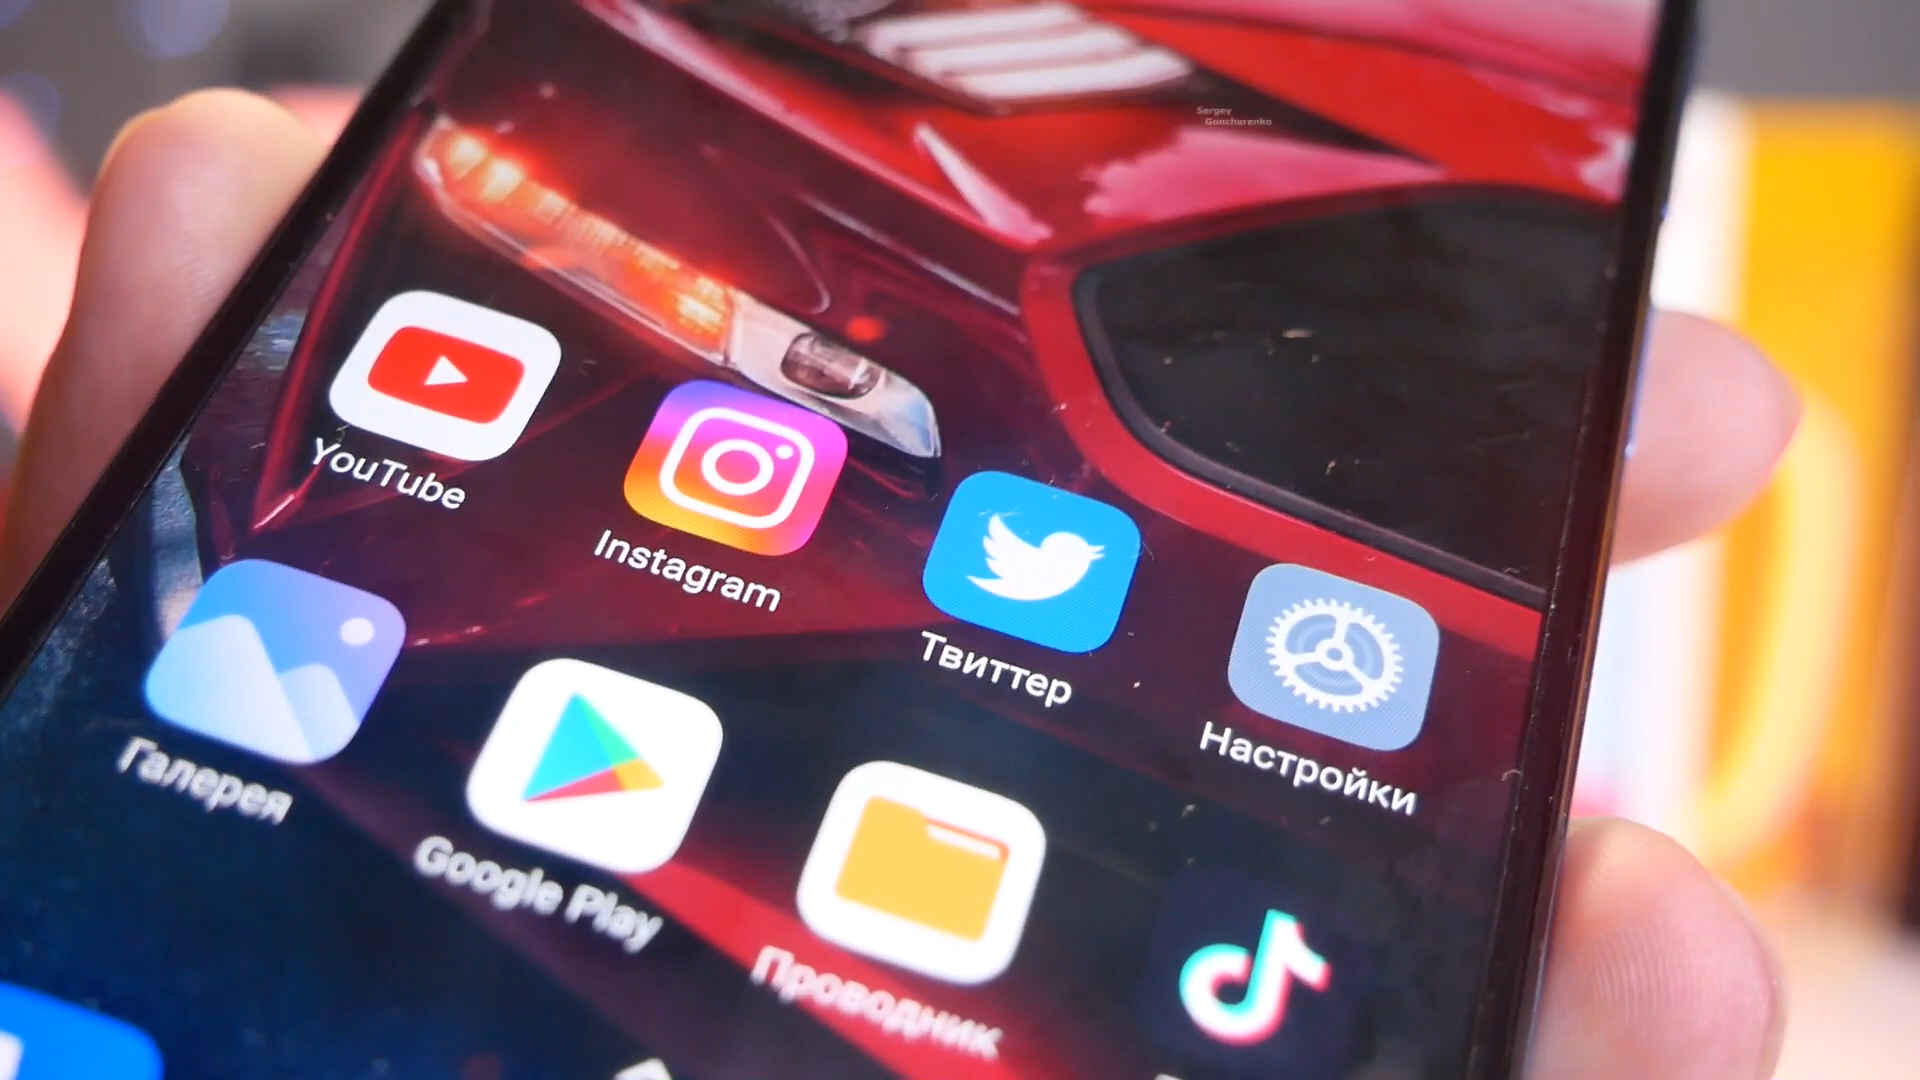 Sergey
Goncharenko
YouTube
Instagram
Твиттер
Настройки
Галерея
Google Play
Проводник